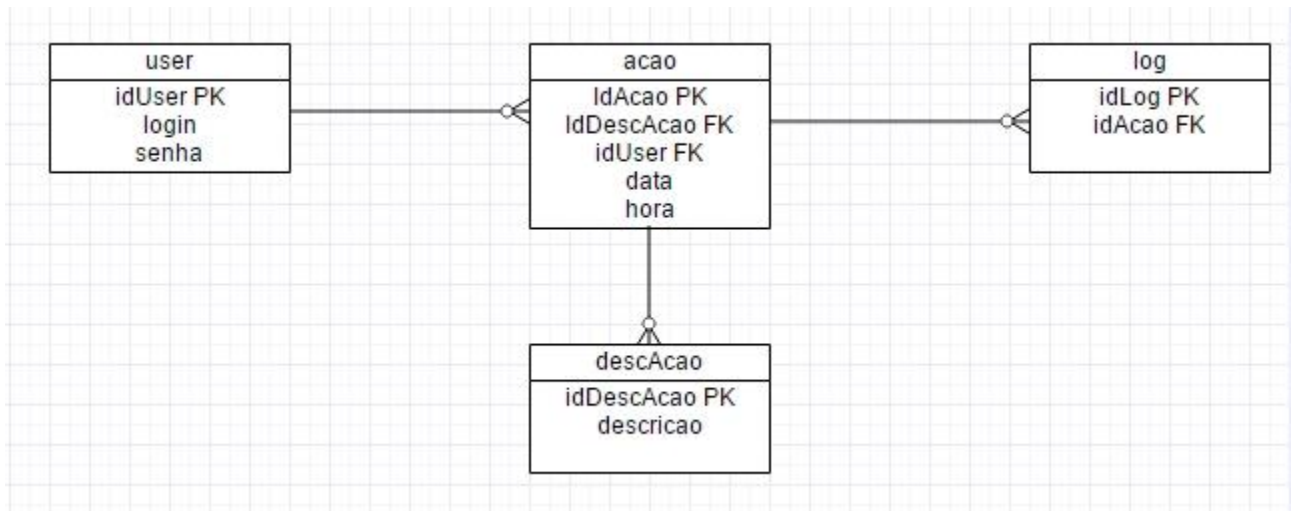 user
idUser PK
login
senha
acao
IdAcao PK
IdDescAcao FK
idUser FK
data
hora
log
idLog PK
idAcao FK
descAcao
idDescAcao PK
descricao